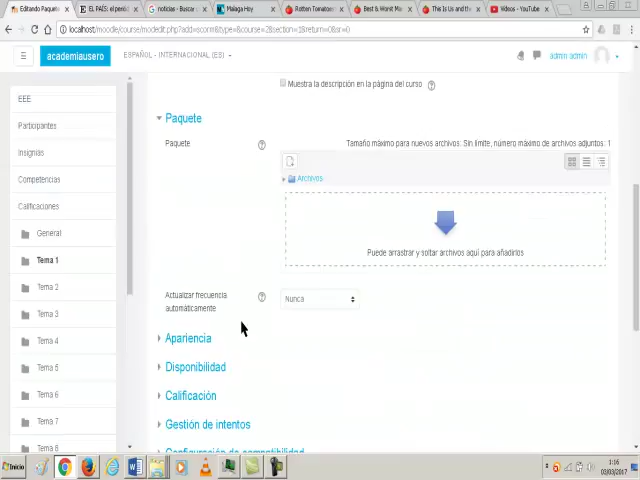 Editando Paquete
EL PAÍS: el periód
noticias - Buscar c
Malaga Hoy
Rotten Tomatoes:
Best & Worst Mo
This Is Us and th
Videos - YouTube
localhost/moodle/course/modedit.php?add=scorm&type=&course=2&section=1&return=0&sr=0
academiausero
ESPAÑOL - INTERNACIONAL (ES)
admin admin
EEE
Participantes
Insignias
Competencias
Calificaciones
General
Tema 1
Tema 2
Tema 3
Tema 4
Tema 5
Tema 6
Tema 7
Tema 8
Muestra la descripción en la página del curso
Paquete
Paquete
Tamaño máximo para nuevos archivos: Sin límite, número máximo de archivos adjuntos: 1
Archivos
Puede arrastrar y soltar archivos aquí para añadirlos
Actualizar frecuencia
automáticamente
Nunca
Apariencia
Disponibilidad
Calificación
Gestión de intentos
Configuración de compatibilidad
Inicio
1:16
03/03/2017